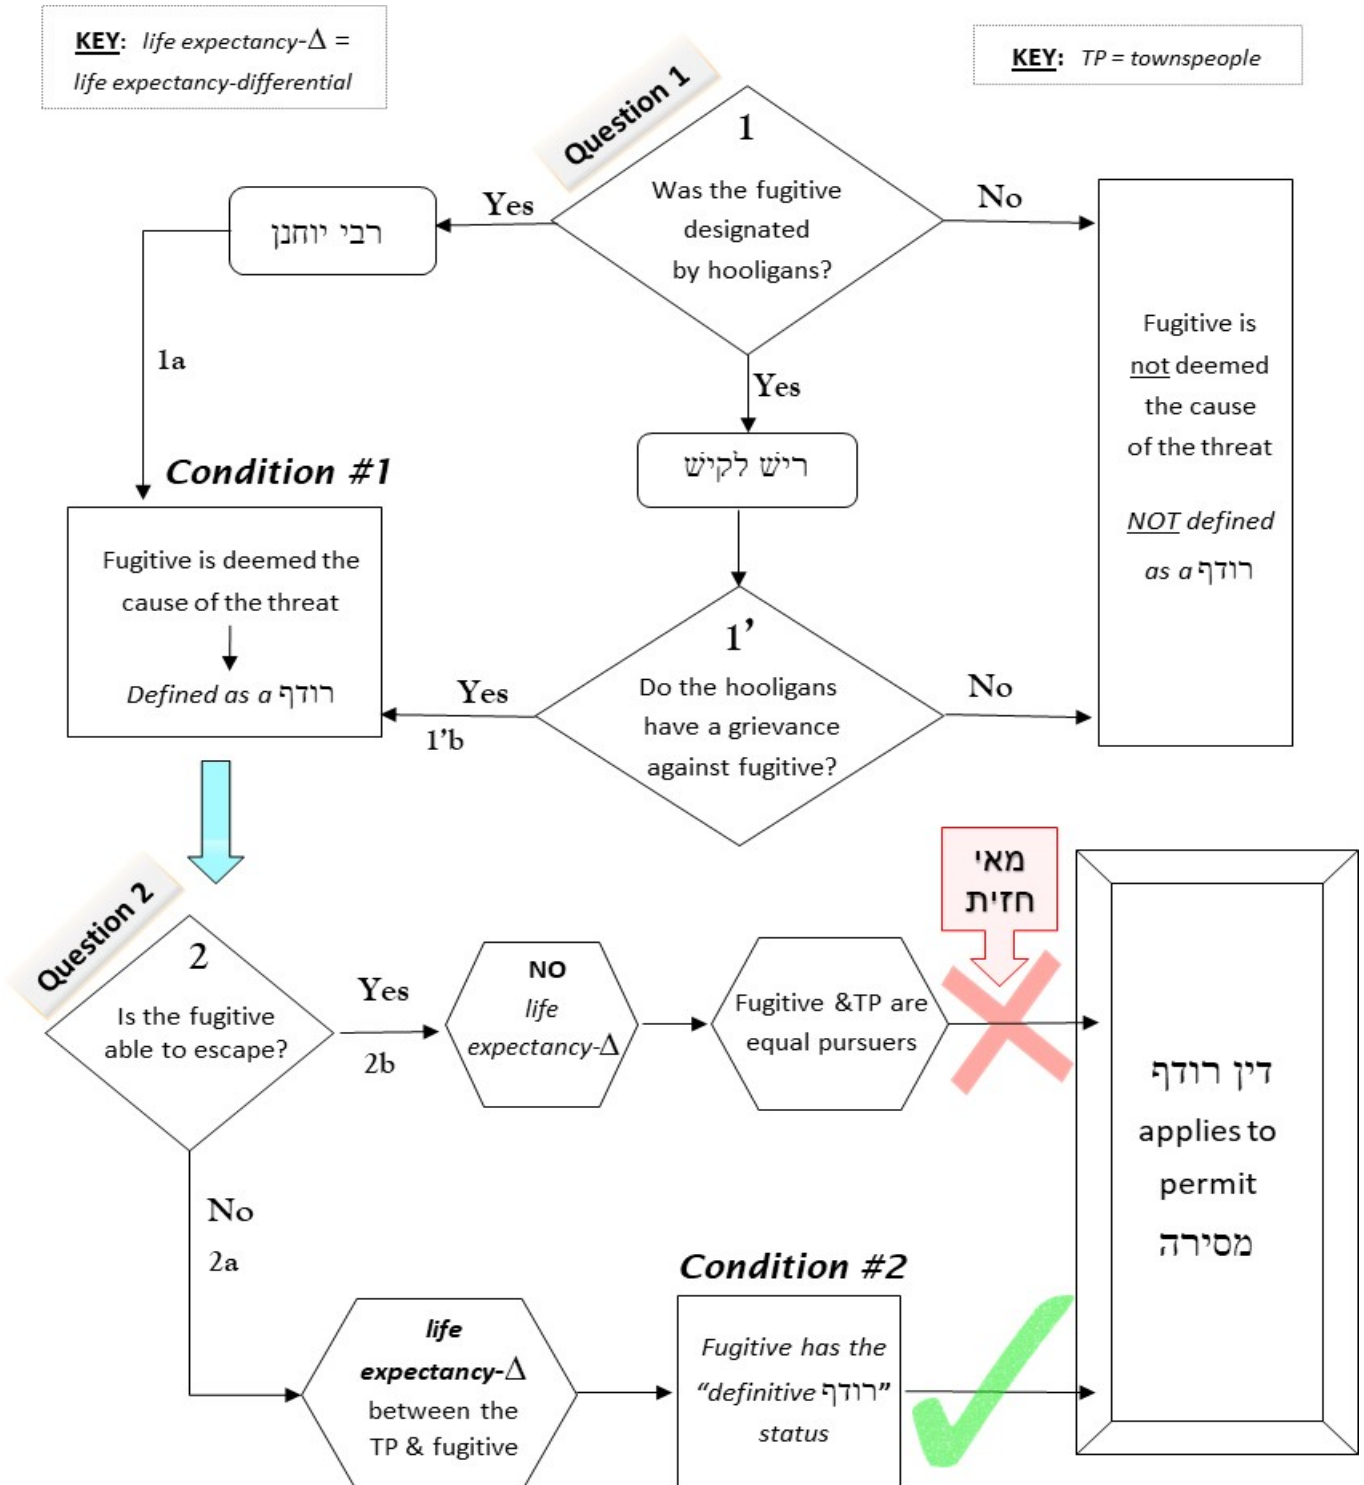 KEY: life expectancy-Δ =
life expectancy-differential
KEY: TP = townspeople
Question 1
1
Was the fugitive
designated
by hooligans?
Yes
No
רבי יוחנן
1a
Yes
ריש לקיש
Fugitive is
not deemed
the cause
of the threat
NOT defined
as a רודף
Condition #1
Fugitive is deemed the
cause of the threat
Defined as a רודף
1’
Do the hooligans
have a grievance
against fugitive?
Yes
1’b
No
Question 2
2
Is the fugitive
able to escape?
Yes
2b
NO
life
expectancy-Δ
Fugitive &TP are
equal pursuers
מאי
חזית
דין רודף
applies to
permit
מסירה
No
2a
life
expectancy-Δ
between the
TP & fugitive
Condition #2
Fugitive has the
“definitive רודף”
status